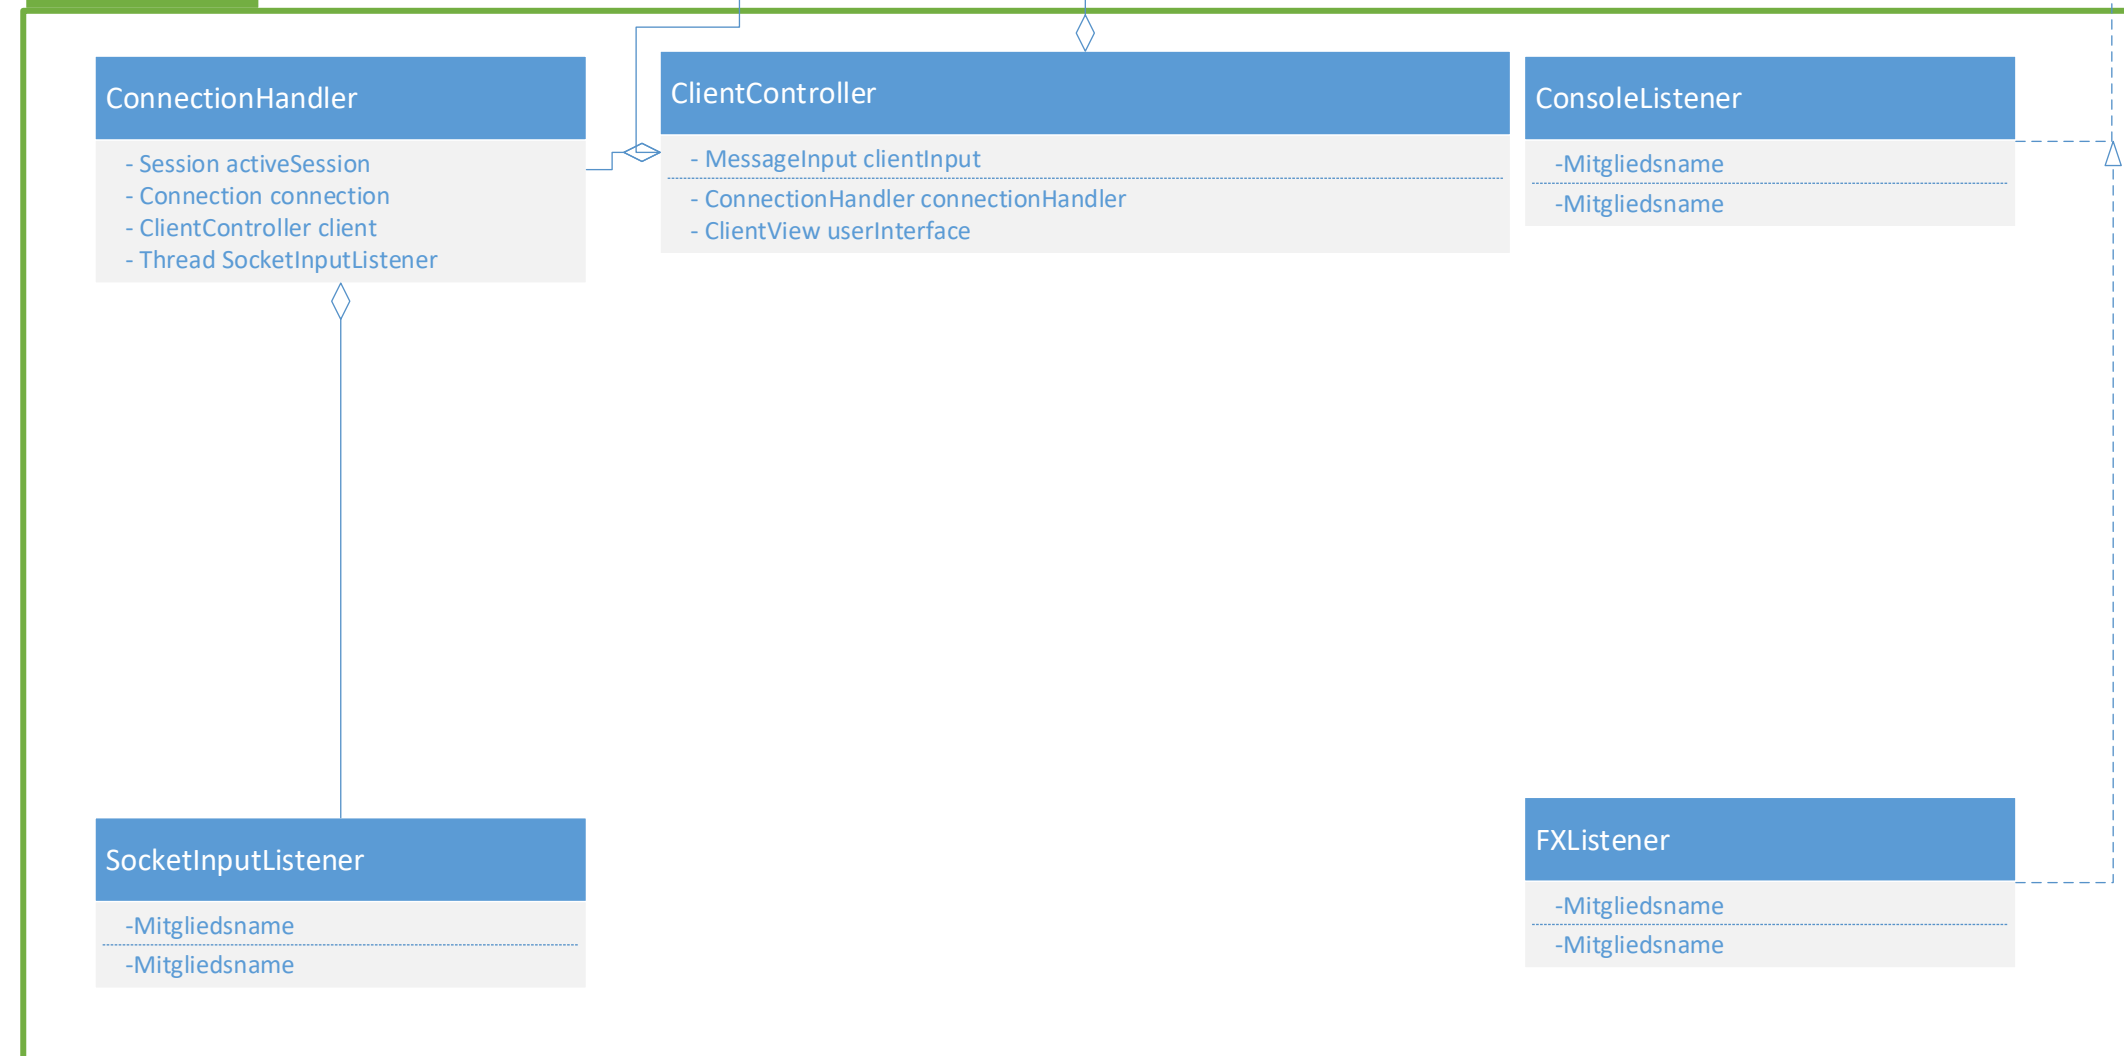 ConnectionHandler
- Session activeSession
- Connection connection
- ClientController client
- Thread SocketInputListener
ClientController
- MessageInput clientInput
- ConnectionHandler connectionHandler
- ClientView userInterface
ConsoleListener
-Mitgliedsname
-Mitgliedsname
SocketInputListener
-Mitgliedsname
-Mitgliedsname
FXListener
-Mitgliedsname
-Mitgliedsname